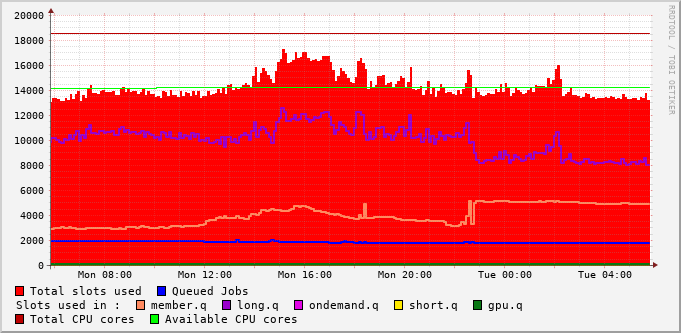 20000
18000
16000
14000
12000
10000
8000
6000
4000
2000
0
Mon 08:00 Mon 12:00 Mon 16:00 Mon 20:00 Tue 00:00 Tue 04:00
RRDTOOL / TOBI OETIKER
Total slots used Queued Jobs
Slots used in : member.q long.q ondemand.q short.q gpu.q
Total CPU cores Available CPU cores